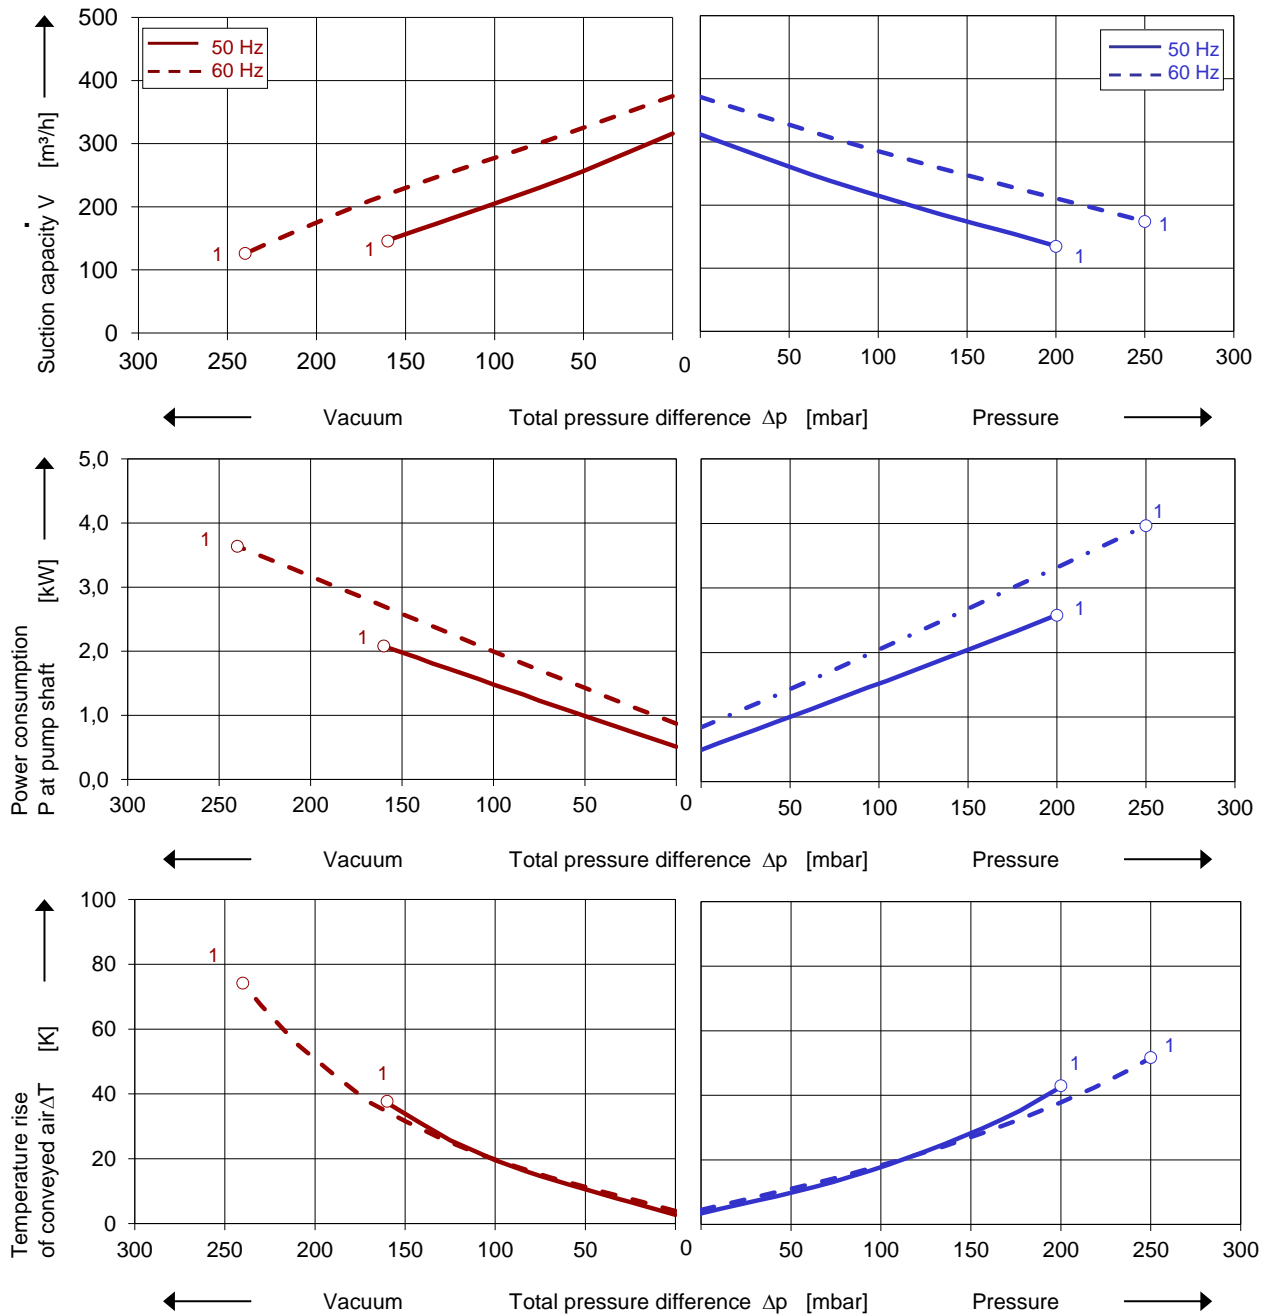 500
400
300
200
100
0
Suction capacity V̇ [m³/h]
50 Hz
60 Hz
50 Hz
60 Hz
1
1
1
1
300 250 200 150 100 50 0 50 100 150 200 250 300
Vacuum Total pressure difference Δp [mbar] Pressure
5,0
4,0
3,0
2,0
1,0
0,0
Power consumption
P at pump shaft [kW]
1
1
1
1
300 250 200 150 100 50 0 50 100 150 200 250 300
Vacuum Total pressure difference Δp [mbar] Pressure
100
80
60
40
20
0
Temperature rise
of conveyed air ΔT [K]
1
1
1
1
300 250 200 150 100 50 0 50 100 150 200 250 300
Vacuum Total pressure difference Δp [mbar] Pressure